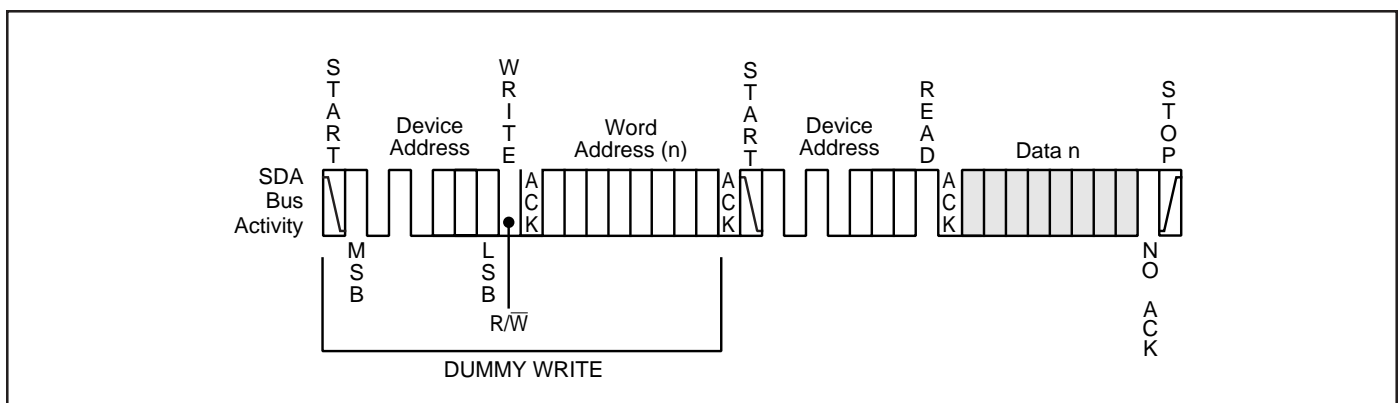 START
Device
Address
WRITE
Word
Address (n)
START
Device
Address
READ
Data n
STOP
SDA
Bus
Activity
ACK
ACK
ACK
MSB
LSB
R/W̅
NO ACK
DUMMY WRITE